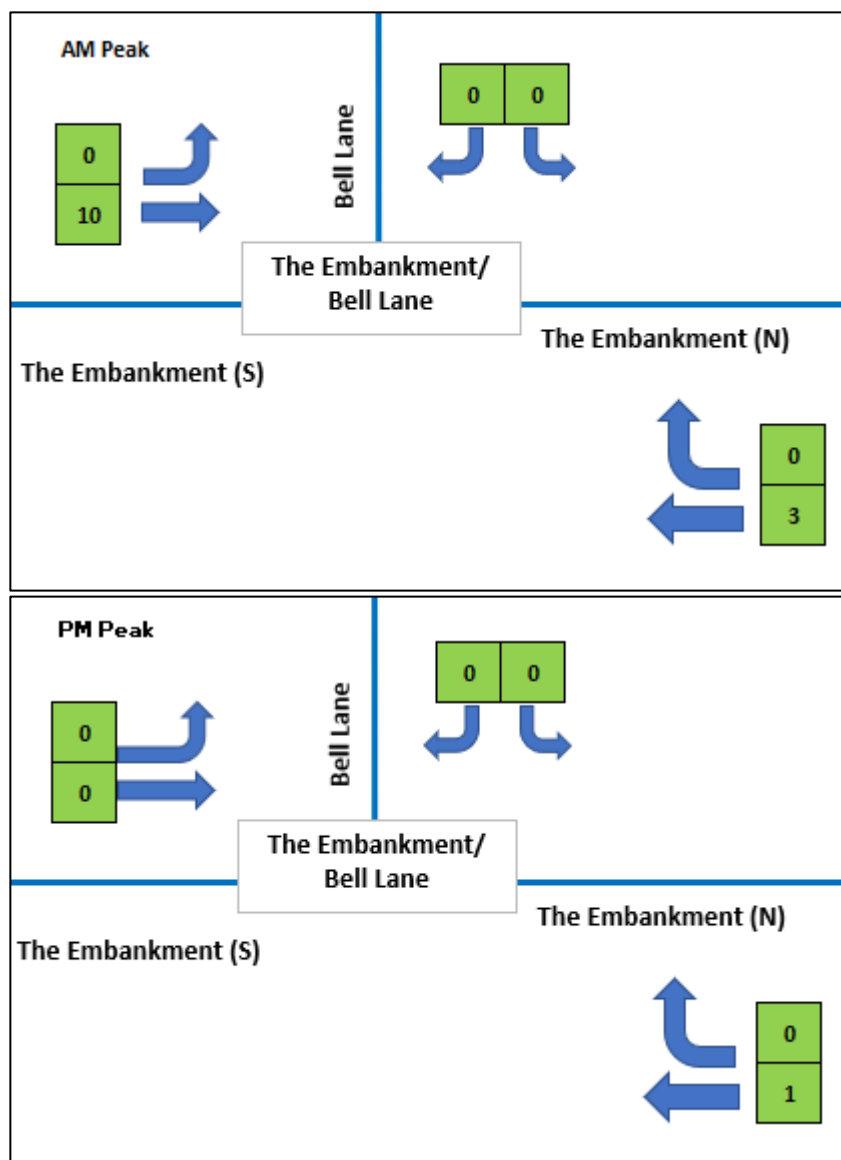 AM Peak
0 0
0
10
Bell Lane
The Embankment/
Bell Lane
The Embankment (N)
The Embankment (S)
0
3
PM Peak
0 0
0
0
Bell Lane
The Embankment/
Bell Lane
The Embankment (N)
The Embankment (S)
0
1